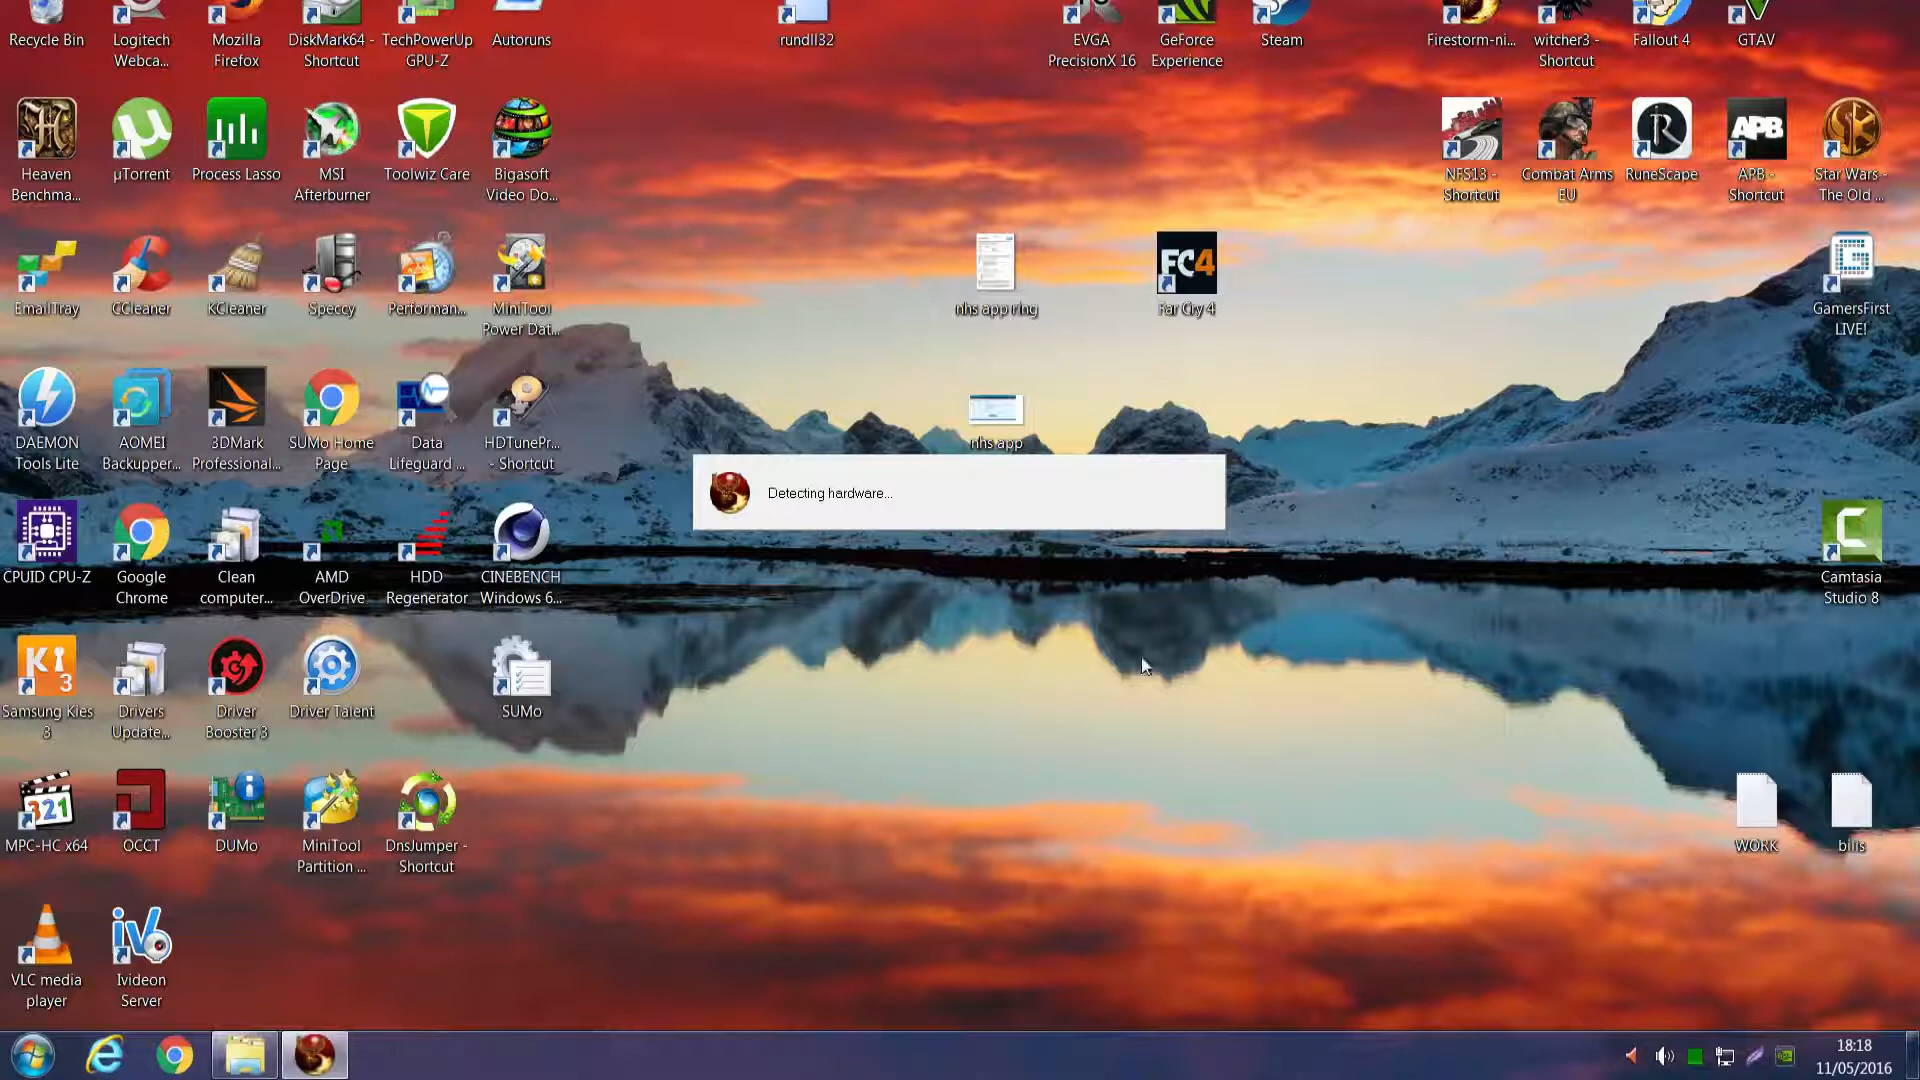 Recycle Bin
Logitech
Webca...
Mozilla
Firefox
DiskMark64 -
Shortcut
TechPowerUp
GPU-Z
Autoruns
rundll32
EVGA
PrecisionX 16
GeForce
Experience
Steam
Firestorm-ni...
witcher3 -
Shortcut
Fallout 4
GTAV
Heaven
Benchma...
µTorrent
Process Lasso
MSI
Afterburner
Toolwiz Care
Bigasoft
Video Do...
NFS13 -
Shortcut
Combat Arms
EU
RuneScape
APB
APB -
Shortcut
Star Wars -
The Old ...
EmailTray
CCleaner
KCleaner
Speccy
Performan...
MiniTool
Power Dat...
nhs app ring
FC4
Far Cry 4
GamersFirst
LIVE!
DAEMON
Tools Lite
AOMEI
Backupper...
3DMark
Professional...
SUMo Home
Page
Data
Lifeguard ...
HDTunePr...
- Shortcut
nhs app
Detecting hardware...
CPUID CPU-Z
Google
Chrome
Clean
computer...
AMD
OverDrive
HDD
Regenerator
CINEBENCH
Windows 6...
Camtasia
Studio 8
Samsung Kies
3
Drivers
Update...
Driver
Booster 3
Driver Talent
SUMo
321
MPC-HC x64
OCCT
DUMo
MiniTool
Partition ...
DnsJumper -
Shortcut
WORK
bills
VLC media
player
Ivideon
Server
18:18
11/05/2016